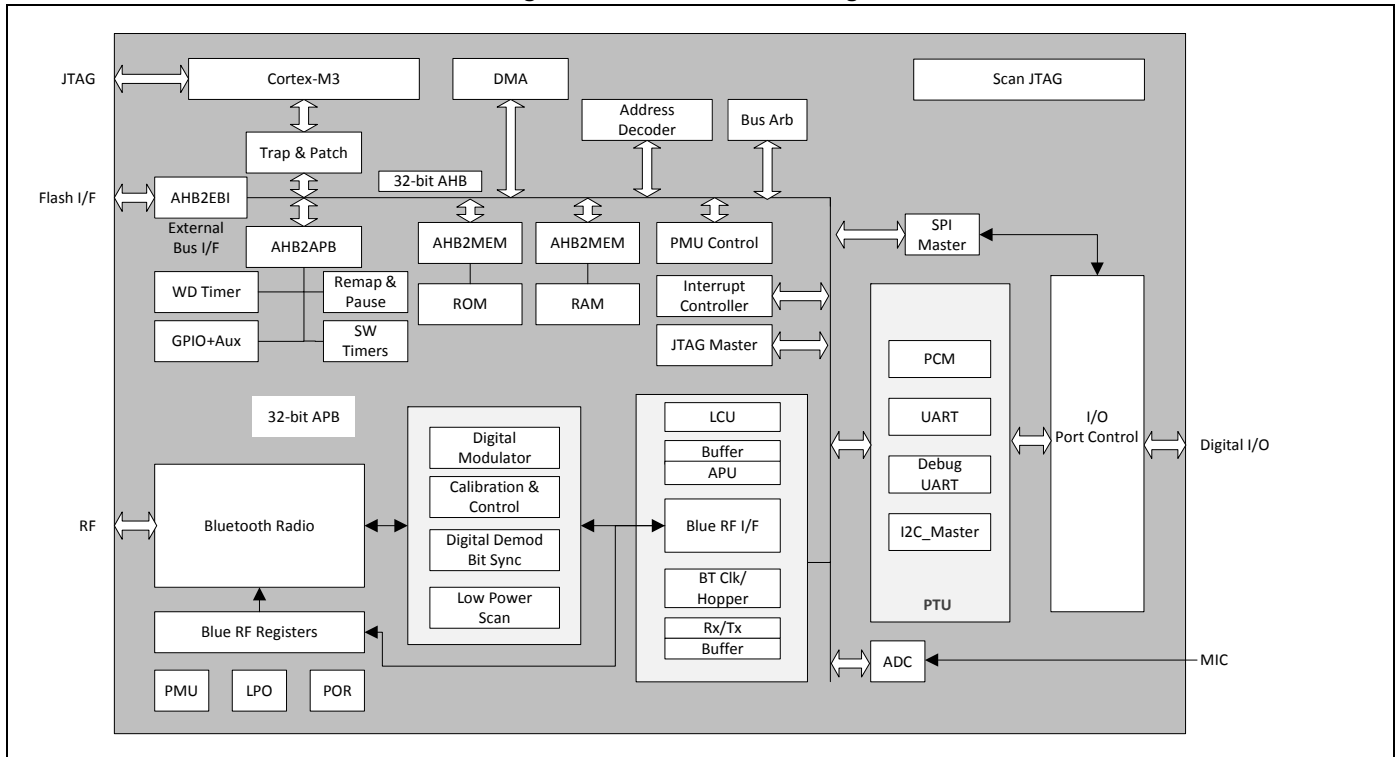 JTAG
Cortex-M3
DMA
Scan JTAG
Address
Decoder
Bus Arb
Trap & Patch
32-bit AHB
Flash I/F
AHB2EBI
External
Bus I/F
AHB2APB
AHB2MEM
AHB2MEM
PMU Control
SPI
Master
WD Timer
Remap &
Pause
ROM
RAM
Interrupt
Controller
GPIO+Aux
SW
Timers
JTAG Master
PCM
UART
Debug
UART
I2C_Master
PTU
I/O
Port Control
Digital I/O
32-bit APB
Digital
Modulator
Calibration &
Control
Digital Demod
Bit Sync
Low Power
Scan
LCU
Buffer
APU
Blue RF I/F
BT Clk/
Hopper
Rx/Tx
Buffer
RF
Bluetooth Radio
Blue RF Registers
PMU
LPO
POR
ADC
MIC